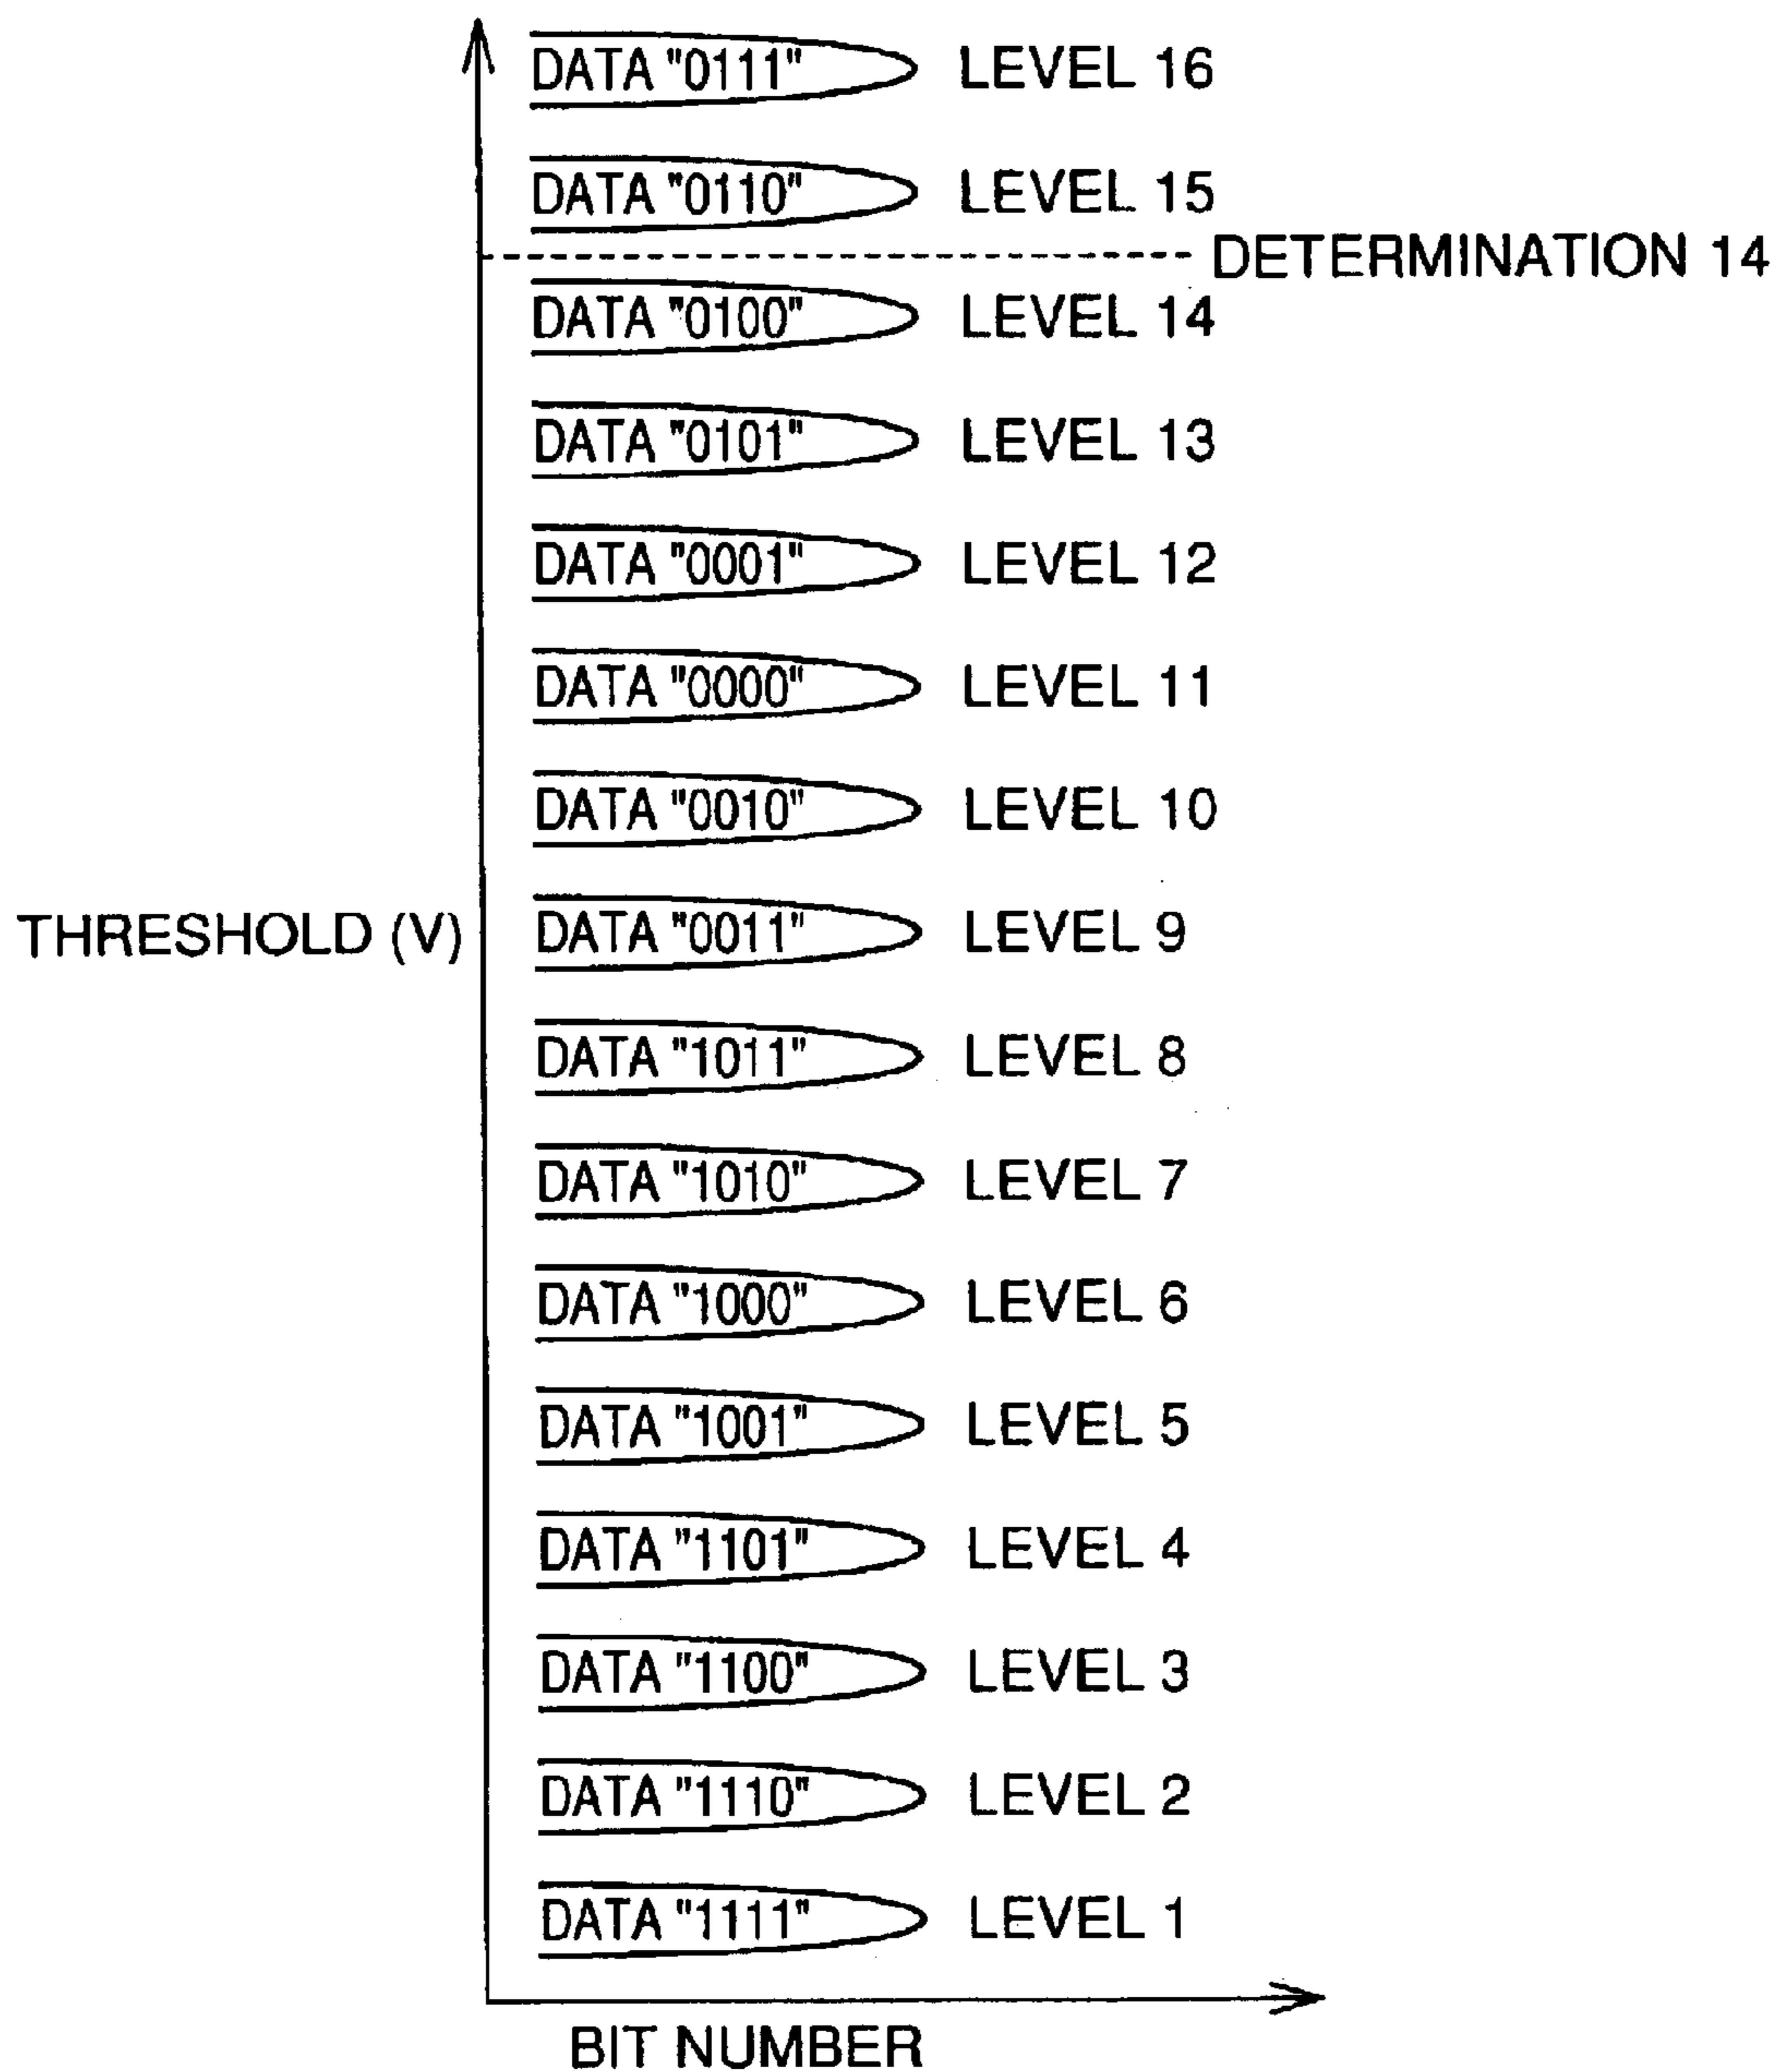 DATA "0111" LEVEL 16
DATA "0110" LEVEL 15
DETERMINATION 14
DATA "0100" LEVEL 14
DATA "0101" LEVEL 13
DATA "0001" LEVEL 12
DATA "0000" LEVEL 11
DATA "0010" LEVEL 10
THRESHOLD (V) DATA "0011" LEVEL 9
DATA "1011" LEVEL 8
DATA "1010" LEVEL 7
DATA "1000" LEVEL 6
DATA "1001" LEVEL 5
DATA "1101" LEVEL 4
DATA "1100" LEVEL 3
DATA "1110" LEVEL 2
DATA "1111" LEVEL 1
BIT NUMBER